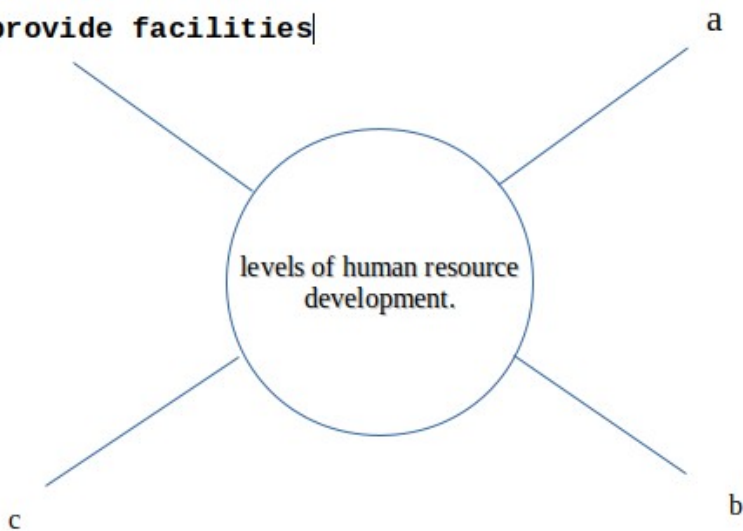 provide facilities
a
levels of human resource
development.
c
b